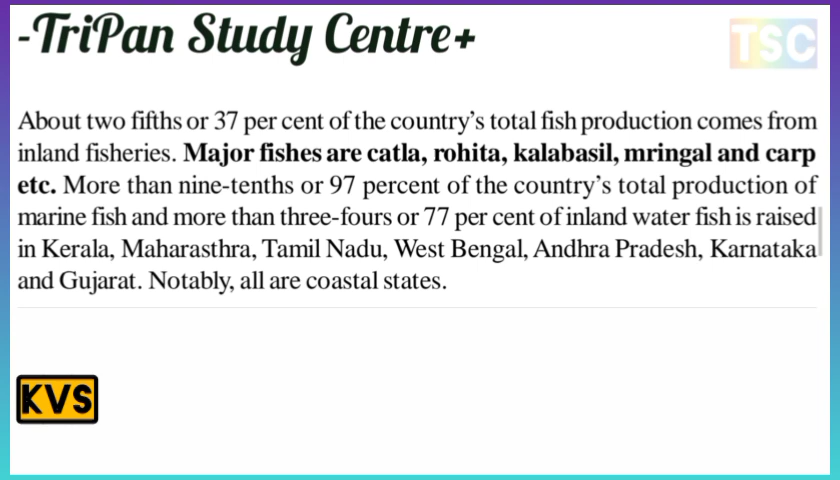 -TriPan Study Centre+
TSC
About two fifths or 37 per cent of the country's total fish production comes from
inland fisheries. Major fishes are catla, rohita, kalabasil, mringal and carp
etc. More than nine-tenths or 97 percent of the country's total production of
marine fish and more than three-fours or 77 per cent of inland water fish is raised
in Kerala, Maharasthra, Tamil Nadu, West Bengal, Andhra Pradesh, Karnataka
and Gujarat. Notably, all are coastal states.
KVS